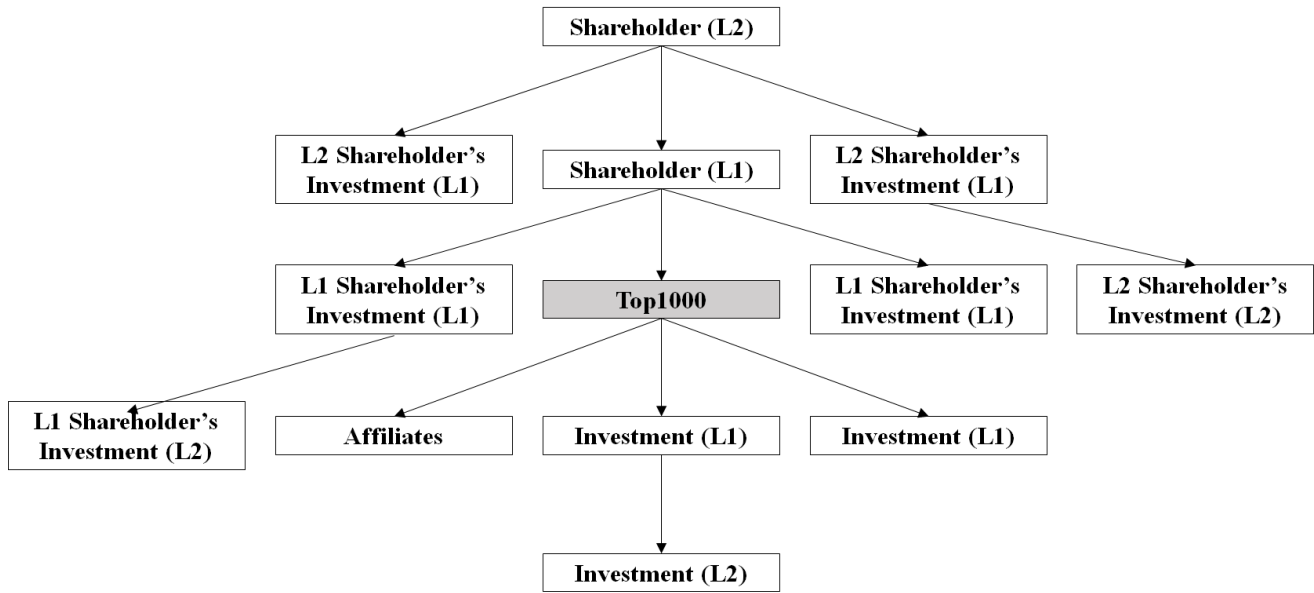 Shareholder (L2)
L2 Shareholder’s
Investment (L1)
Shareholder (L1)
L2 Shareholder’s
Investment (L1)
L1 Shareholder’s
Investment (L1)
Top1000
L1 Shareholder’s
Investment (L1)
L2 Shareholder’s
Investment (L2)
L1 Shareholder’s
Investment (L2)
Affiliates
Investment (L1)
Investment (L1)
Investment (L2)